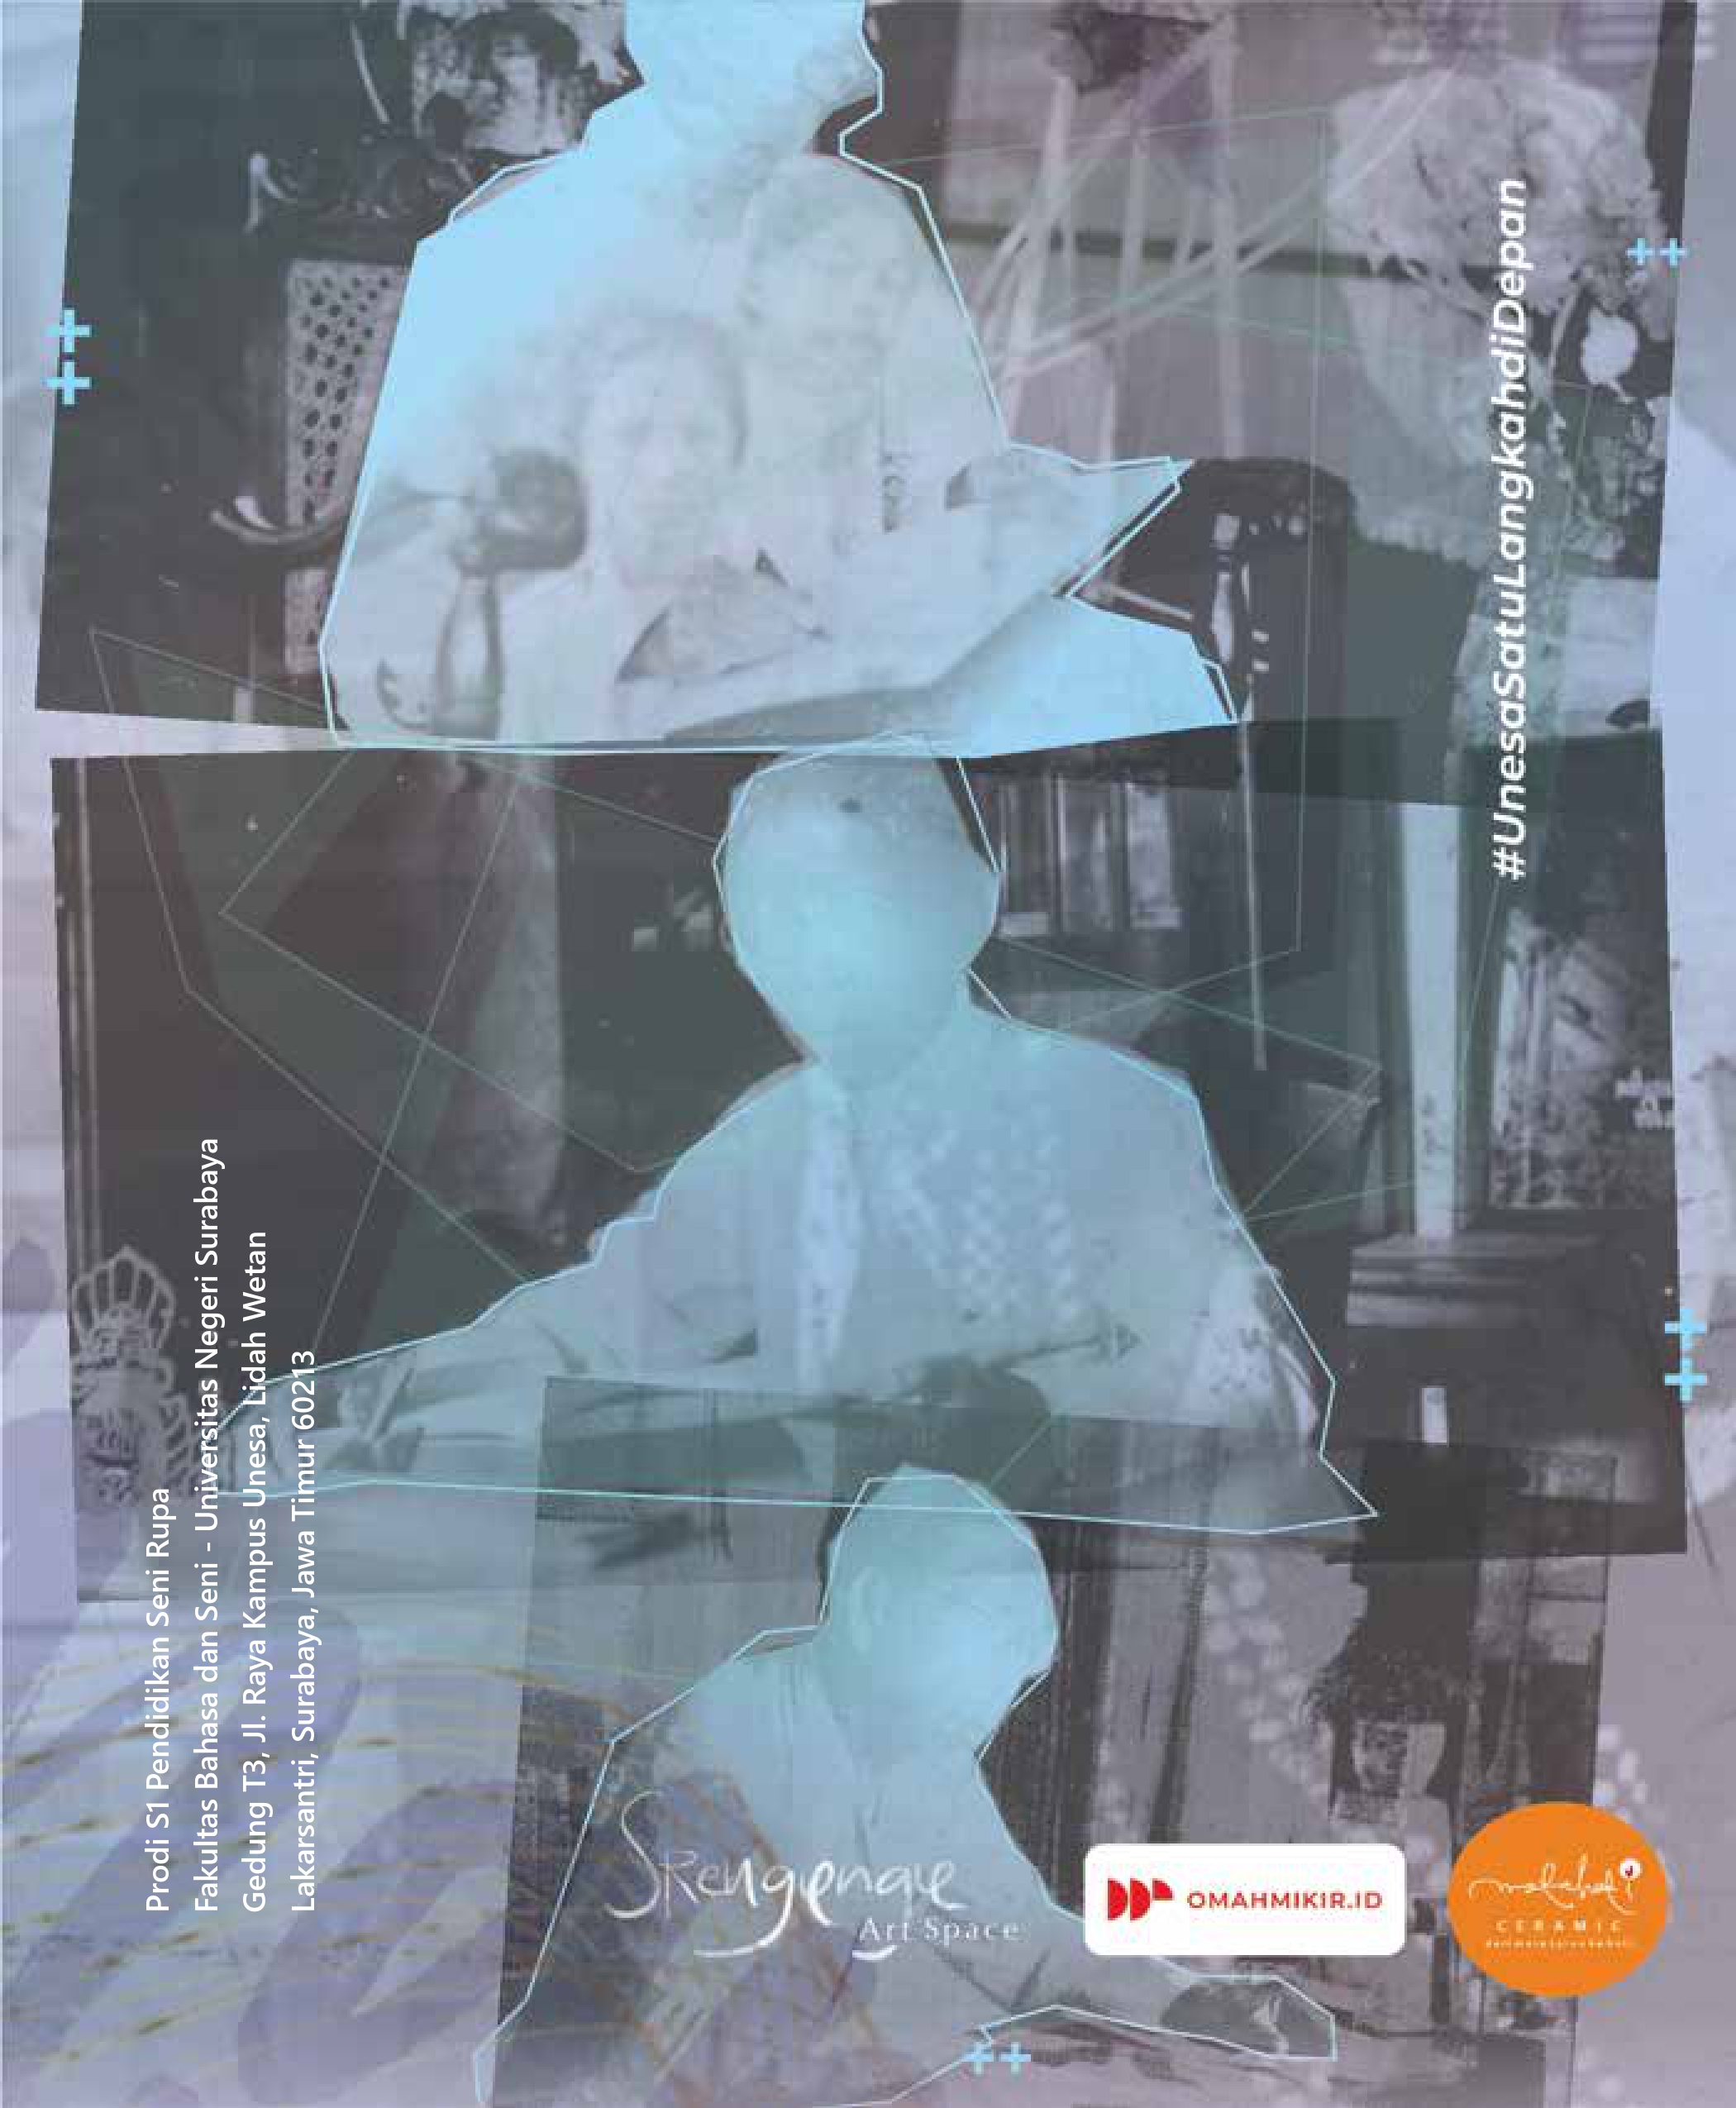 #UnesaSatuLangkahdiDepan
Prodi S1 Pendidikan Seni Rupa
Fakultas Bahasa dan Seni - Universitas Negeri Surabaya
Gedung T3, Jl. Raya Kampus Unesa, Lidah Wetan
Lakarsantri, Surabaya, Jawa Timur 60213
Srengenge
Art Space
OMAHMIKIR.ID
CERAMIC